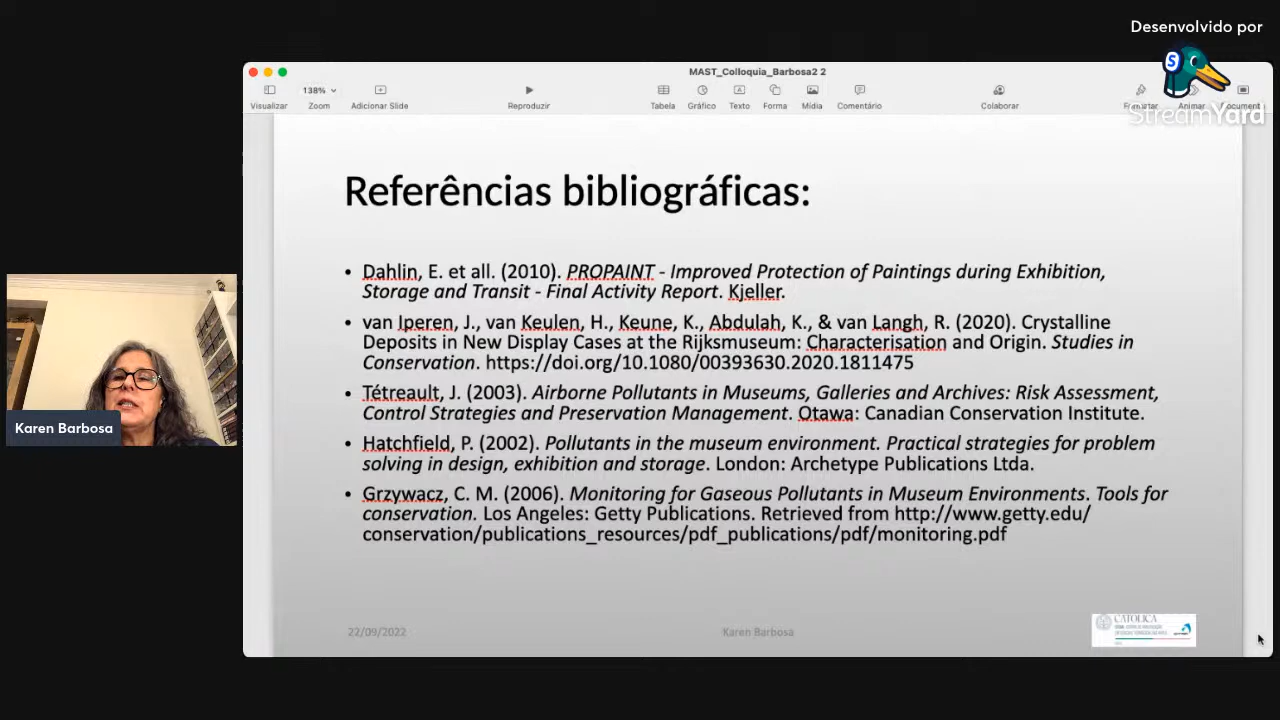 Desenvolvido por
StreamYard
MAST_Colloquia_Barbosa2 2
138%
Visualizar Zoom Adicionar Slide Reproduzir Tabela Gráfico Texto Forma Mídia Comentário Colaborar Formatar Animar Document
Referências bibliográficas:
• Dahlin, E. et all. (2010). PROPAINT - Improved Protection of Paintings during Exhibition,
Storage and Transit - Final Activity Report. Kjeller.
• van Iperen, J., van Keulen, H., Keune, K., Abdulah, K., & van Langh, R. (2020). Crystalline
Deposits in New Display Cases at the Rijksmuseum: Characterisation and Origin. Studies in
Conservation. https://doi.org/10.1080/00393630.2020.1811475
• Tétreault, J. (2003). Airborne Pollutants in Museums, Galleries and Archives: Risk Assessment,
Control Strategies and Preservation Management. Otawa: Canadian Conservation Institute.
• Hatchfield, P. (2002). Pollutants in the museum environment. Practical strategies for problem
solving in design, exhibition and storage. London: Archetype Publications Ltda.
• Grzywacz, C. M. (2006). Monitoring for Gaseous Pollutants in Museum Environments. Tools for
conservation. Los Angeles: Getty Publications. Retrieved from http://www.getty.edu/
conservation/publications_resources/pdf_publications/pdf/monitoring.pdf
Karen Barbosa
22/09/2022 Karen Barbosa
CATOLICA